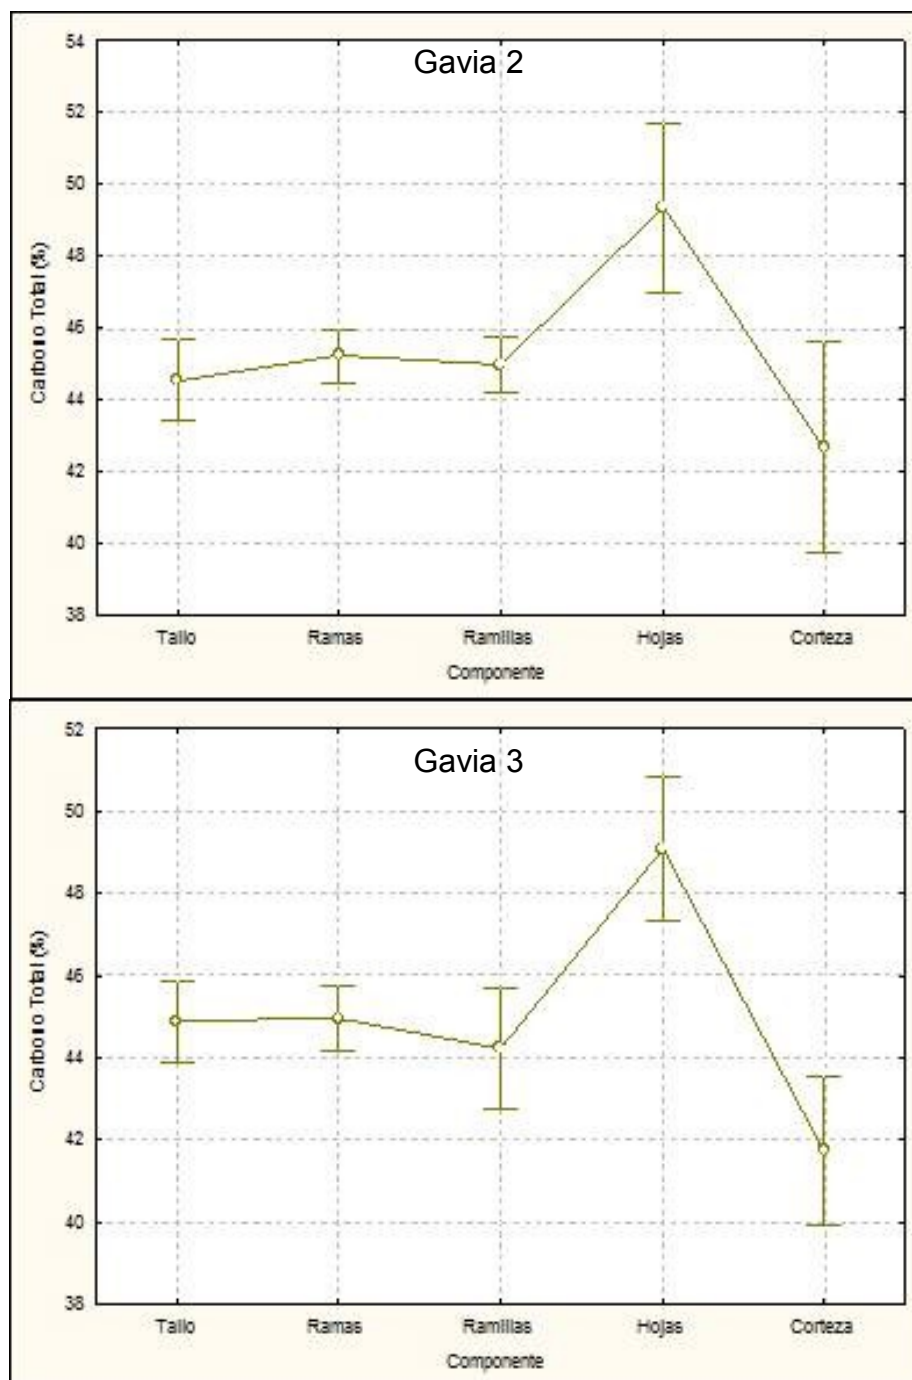 Gavia 2
54
52
50
48
46
44
42
40
38
Carbono Total (%)
Tallo Ramas Ramillas Hojas Corteza
Componente
Gavia 3
52
50
48
46
44
42
40
38
Carbono Total (%)
Tallo Ramas Ramillas Hojas Corteza
Componente